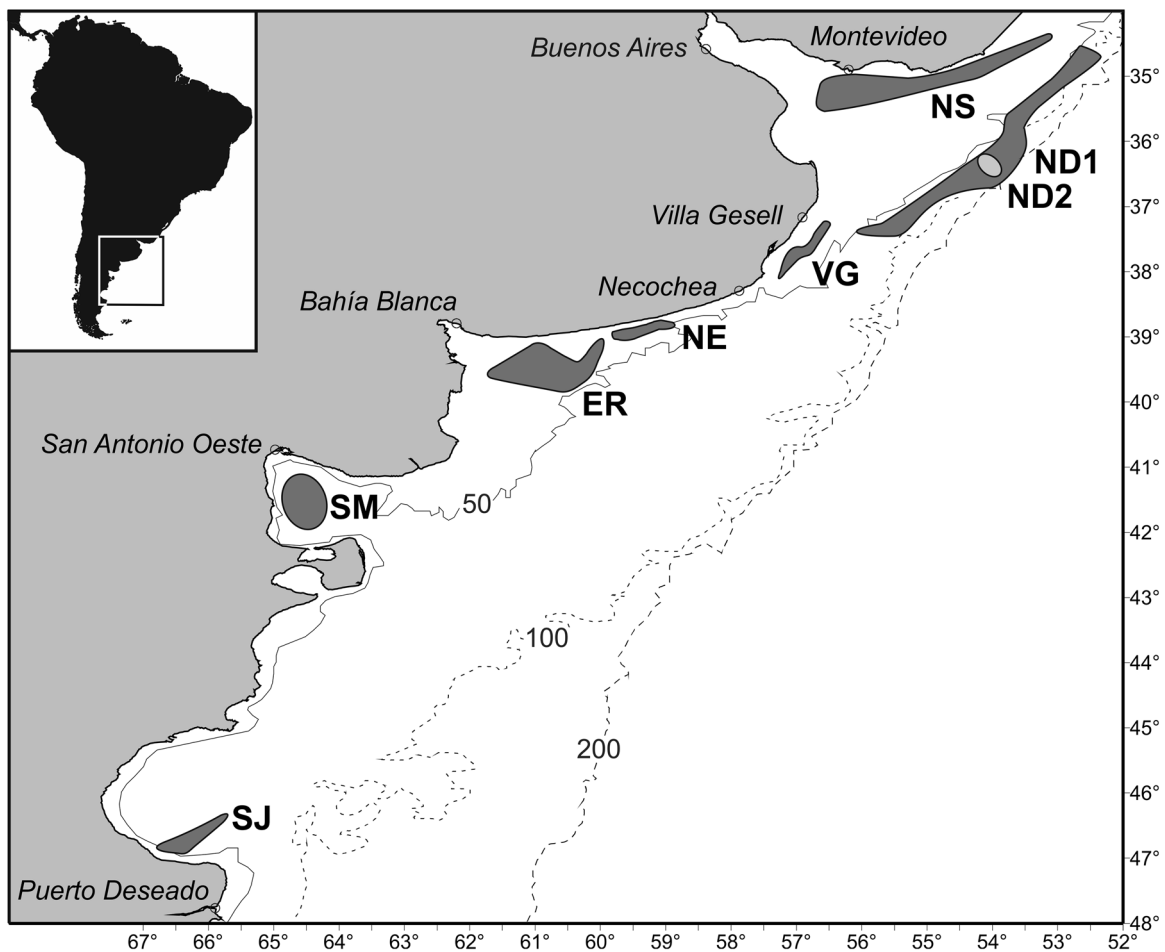 Buenos Aires
Montevideo
35°
NS
36°
ND1
ND2
37°
Villa Gesell
38°
VG
Necochea
Bahía Blanca
39°
NE
40°
ER
San Antonio Oeste
41°
50
SM
42°
43°
100
44°
45°
200
46°
SJ
47°
Puerto Deseado
48°
67° 66° 65° 64° 63° 62° 61° 60° 59° 58° 57° 56° 55° 54° 53° 52°